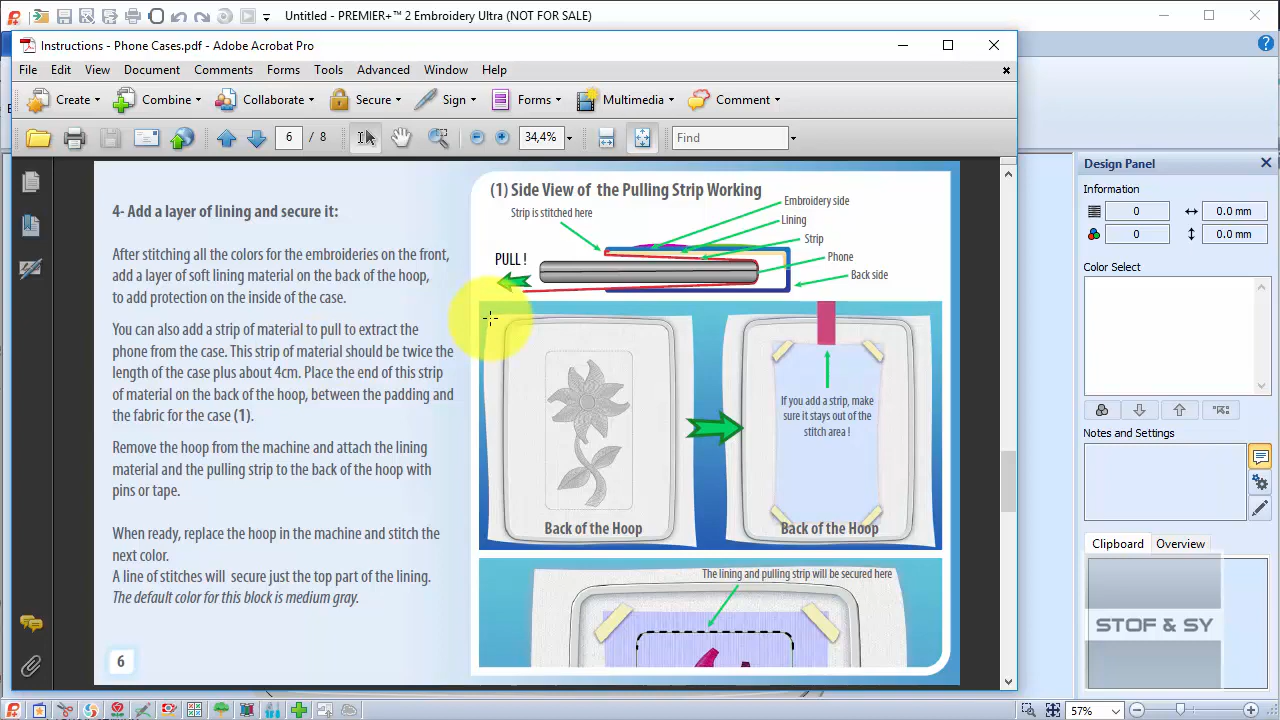 Untitled - PREMIER+™ 2 Embroidery Ultra (NOT FOR SALE)
Instructions - Phone Cases.pdf - Adobe Acrobat Pro
File Edit View Document Comments Forms Tools Advanced Window Help
Create Combine Collaborate Secure Sign Forms Multimedia Comment
6 / 8 34,4% Find
4- Add a layer of lining and secure it:
After stitching all the colors for the embroideries on the front,
add a layer of soft lining material on the back of the hoop,
to add protection on the inside of the case.
You can also add a strip of material to pull to extract the
phone from the case. This strip of material should be twice the
length of the case plus about 4cm. Place the end of this strip
of material on the back of the hoop, between the padding and
the fabric for the case (1).
Remove the hoop from the machine and attach the lining
material and the pulling strip to the back of the hoop with
pins or tape.
When ready, replace the hoop in the machine and stitch the
next color.
A line of stitches will secure just the top part of the lining.
The default color for this block is medium gray.
6
(1) Side View of the Pulling Strip Working
Strip is stitched here
Embroidery side
Lining
Strip
Phone
Back side
PULL !
If you add a strip, make
sure it stays out of the
stitch area !
Back of the Hoop
Back of the Hoop
The lining and pulling strip will be secured here
Design Panel
Information
0 0.0 mm
0 0.0 mm
Color Select
Notes and Settings
Clipboard Overview
STOF & SY
57%